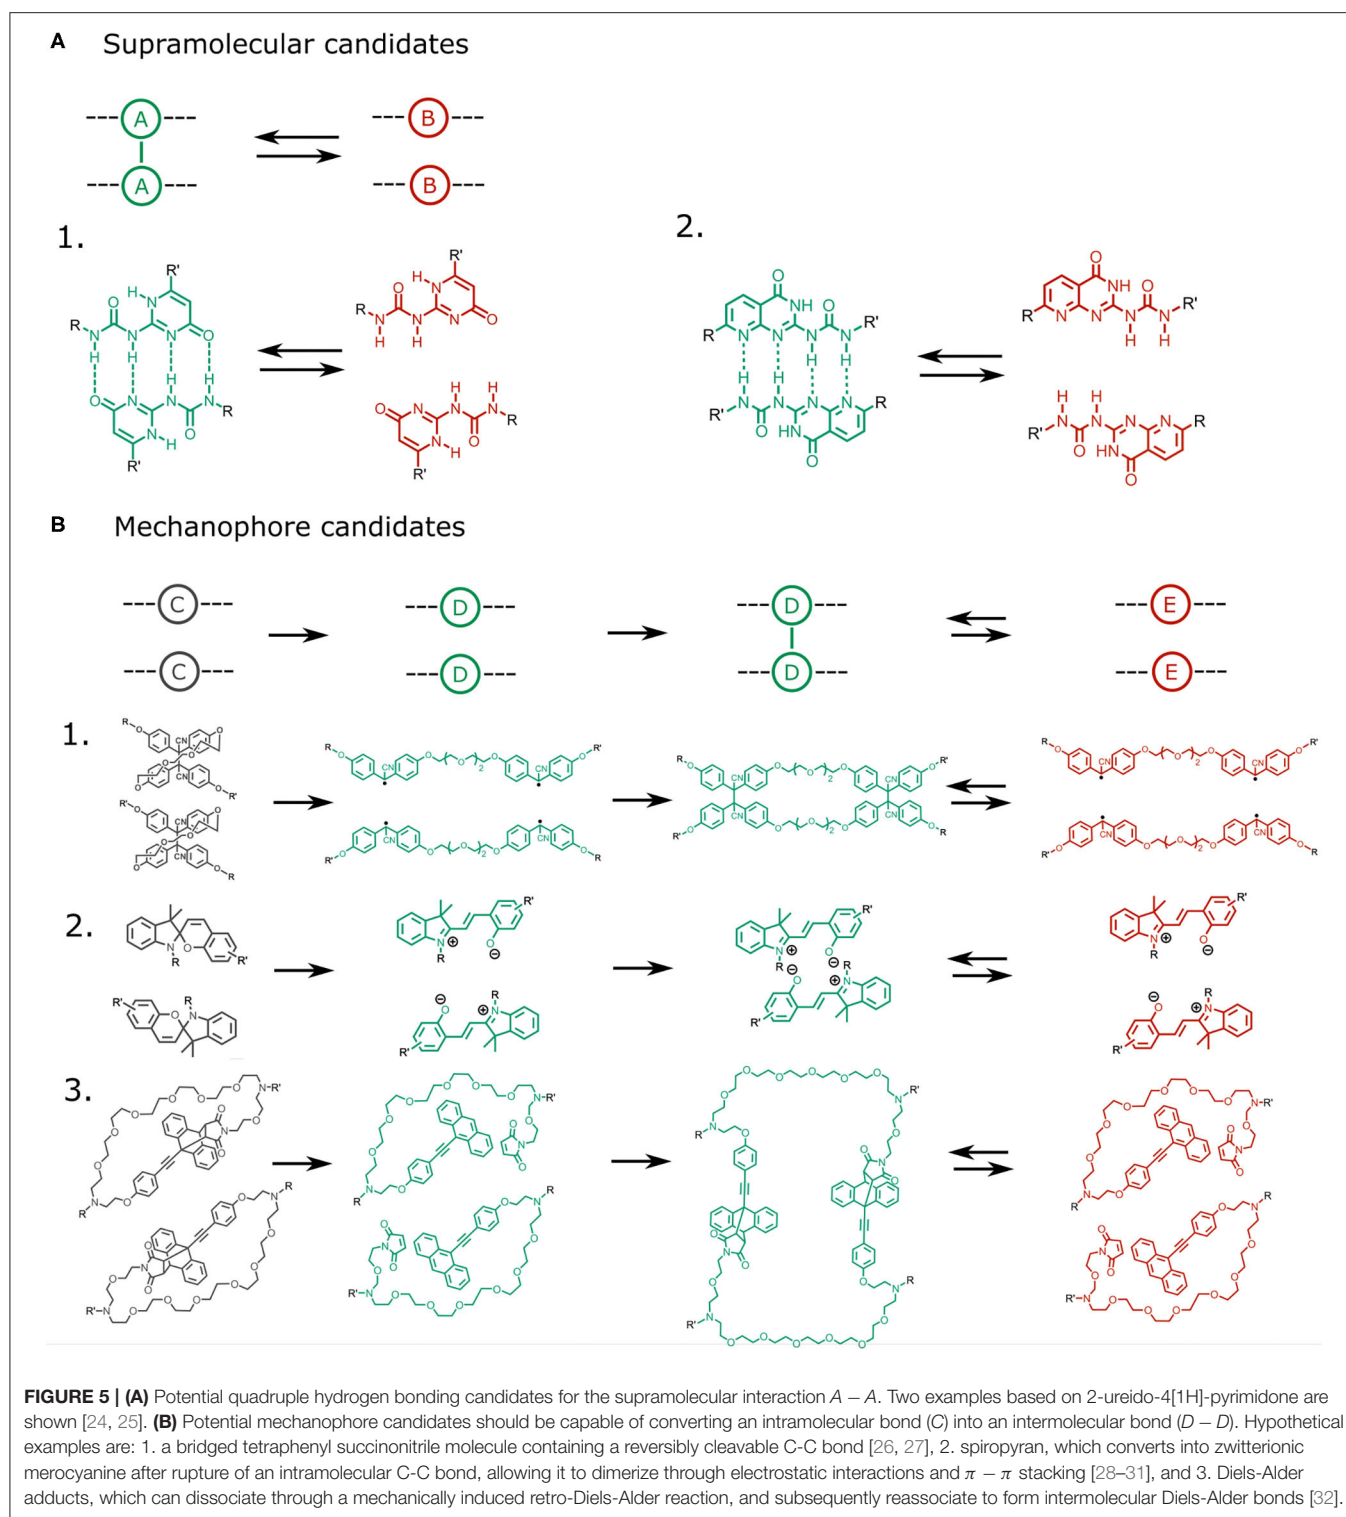 A Supramolecular candidates
A B
A B
1. 2.
B Mechanophore candidates
C D D E
C D D E
1.
2.
3.
FIGURE 5 | (A) Potential quadruple hydrogen bonding candidates for the supramolecular interaction A − A. Two examples based on 2-ureido-4[1H]-pyrimidone are
shown [24, 25]. (B) Potential mechanophore candidates should be capable of converting an intramolecular bond (C) into an intermolecular bond (D − D). Hypothetical
examples are: 1. a bridged tetraphenyl succinonitrile molecule containing a reversibly cleavable C-C bond [26, 27], 2. spiropyran, which converts into zwitterionic
merocyanine after rupture of an intramolecular C-C bond, allowing it to dimerize through electrostatic interactions and π − π stacking [28–31], and 3. Diels-Alder
adducts, which can dissociate through a mechanically induced retro-Diels-Alder reaction, and subsequently reassociate to form intermolecular Diels-Alder bonds [32].